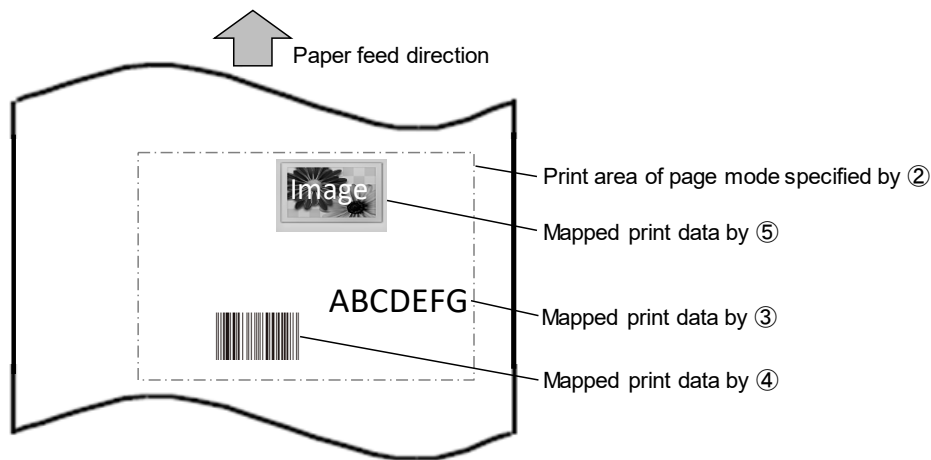 Paper feed direction
Image
Print area of page mode specified by ②
Mapped print data by ⑤
ABCDEFG
Mapped print data by ③
Mapped print data by ④